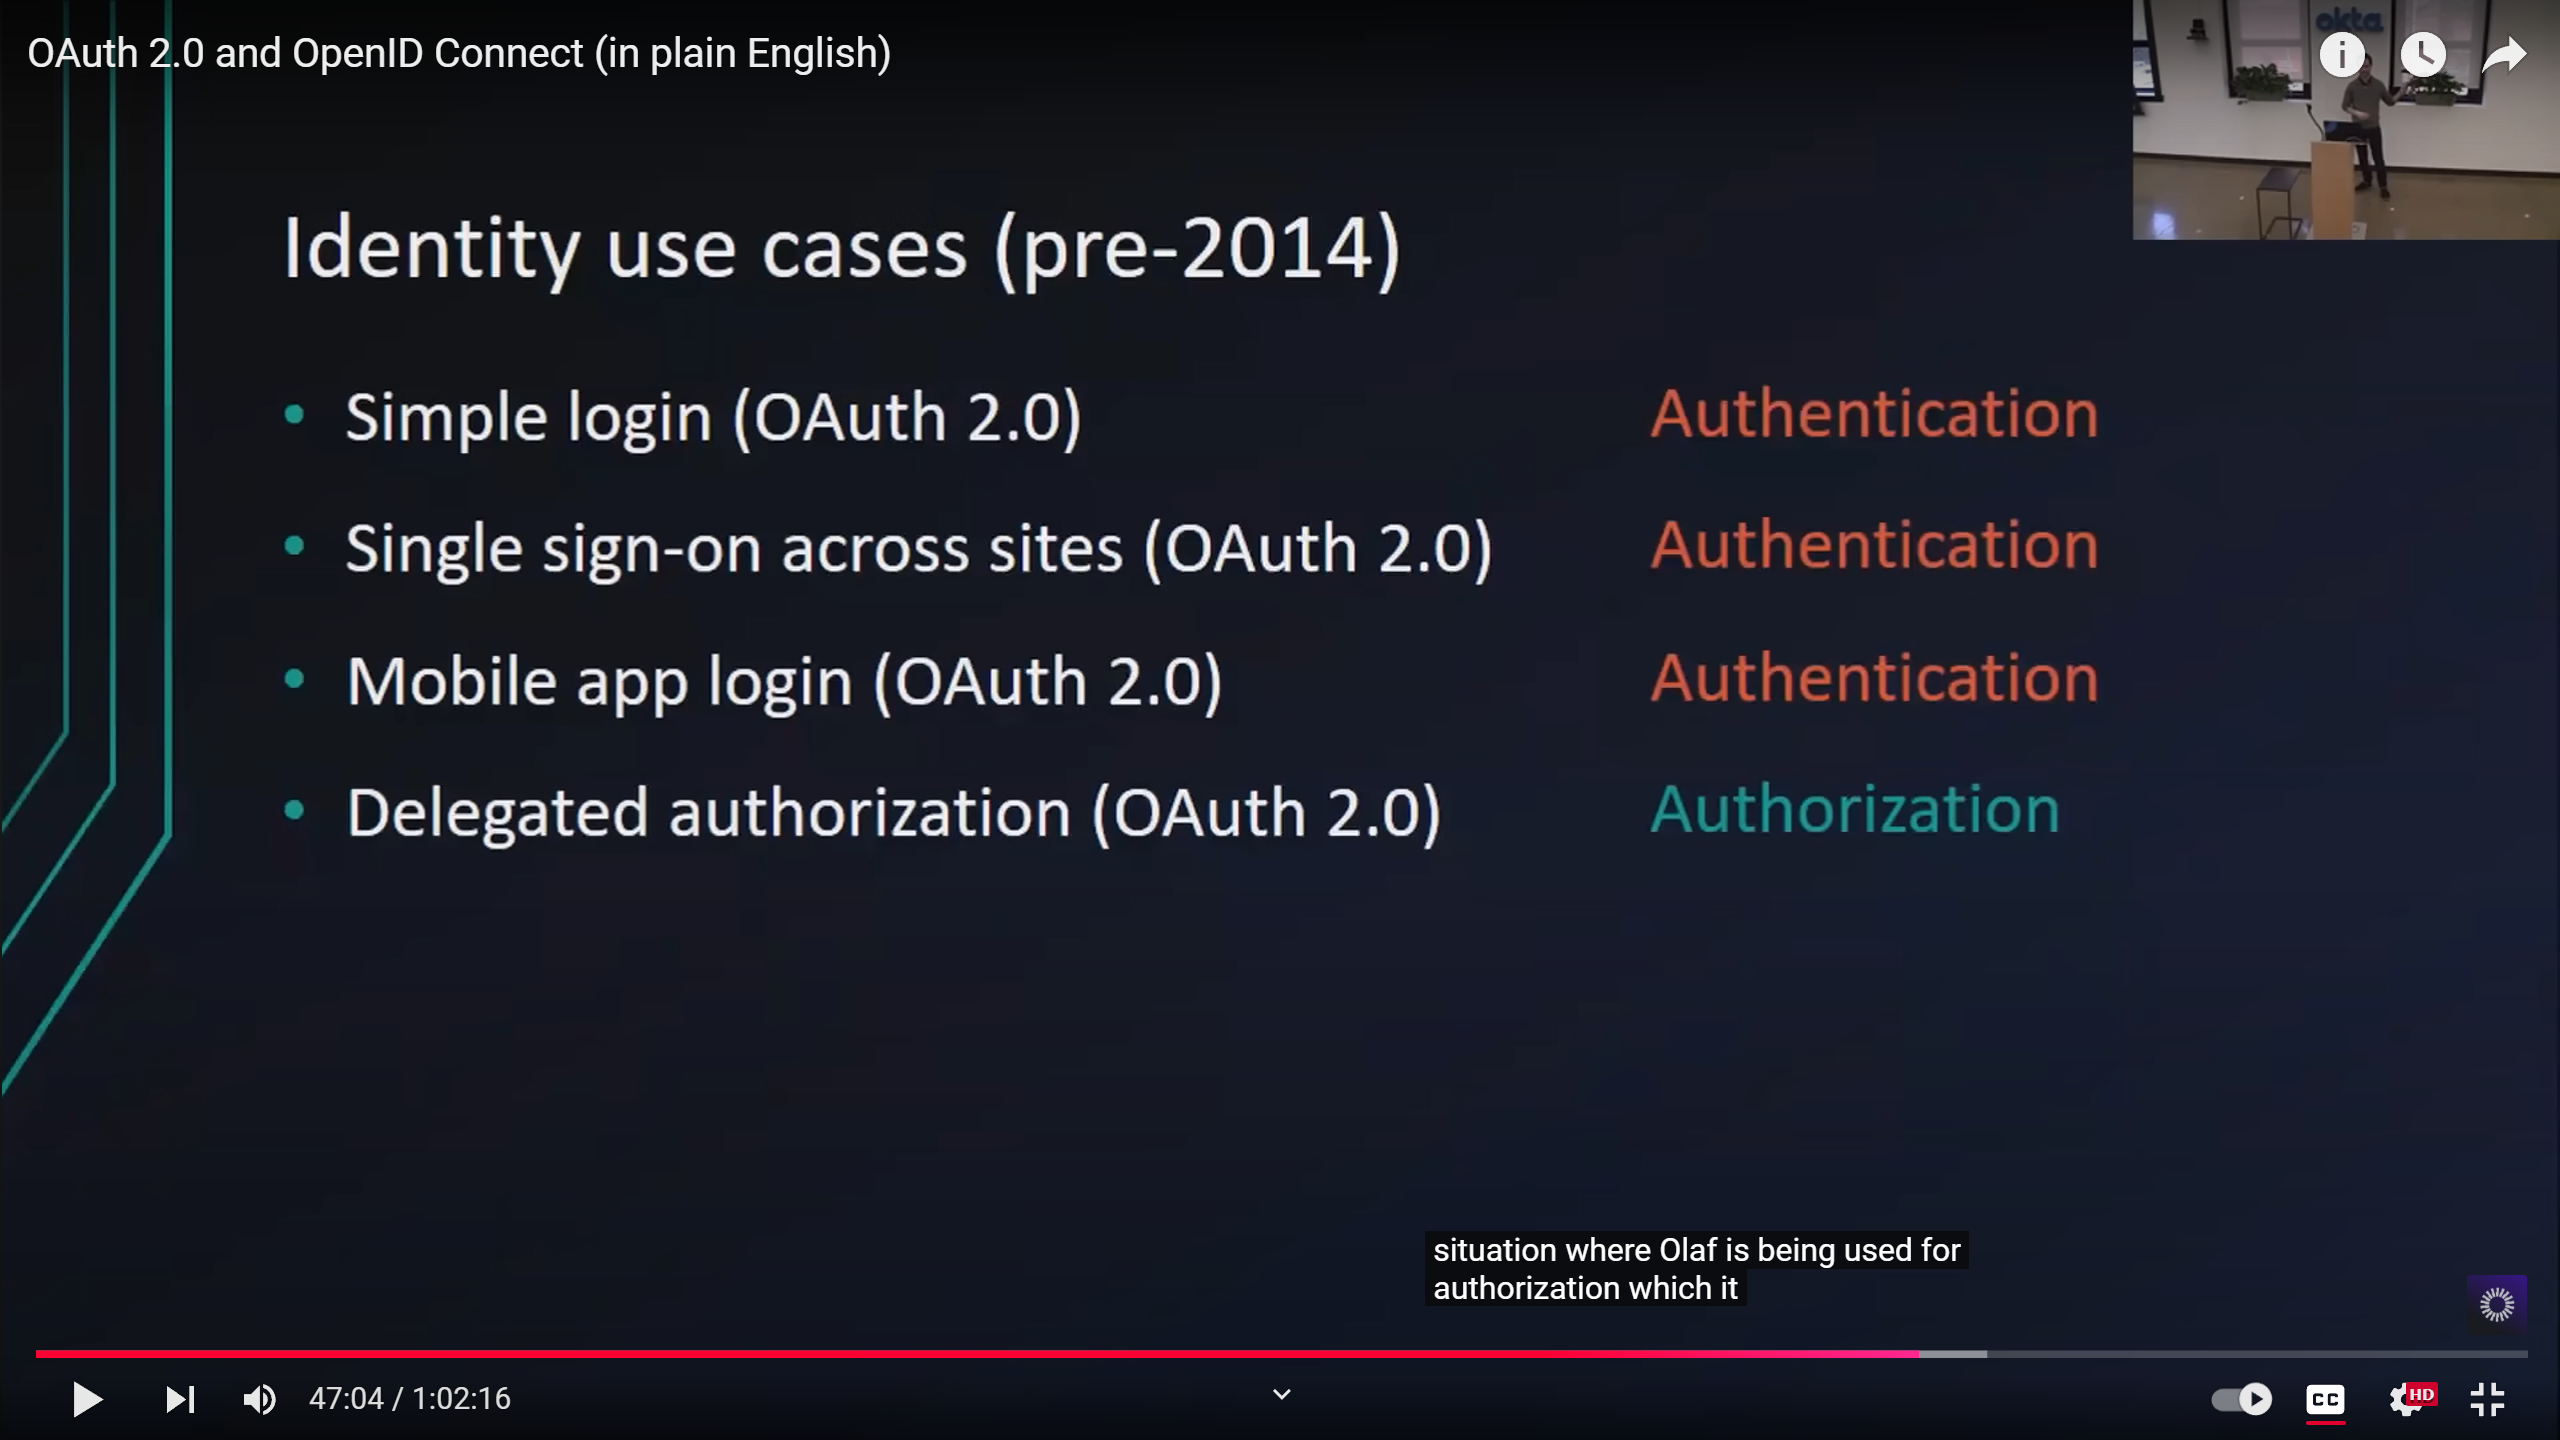 OAuth 2.0 and OpenID Connect (in plain English)
okta
Identity use cases (pre-2014)
• Simple login (OAuth 2.0) Authentication
• Single sign-on across sites (OAuth 2.0) Authentication
• Mobile app login (OAuth 2.0) Authentication
• Delegated authorization (OAuth 2.0) Authorization
situation where Olaf is being used for
authorization which it
47:04 / 1:02:16
CC
HD